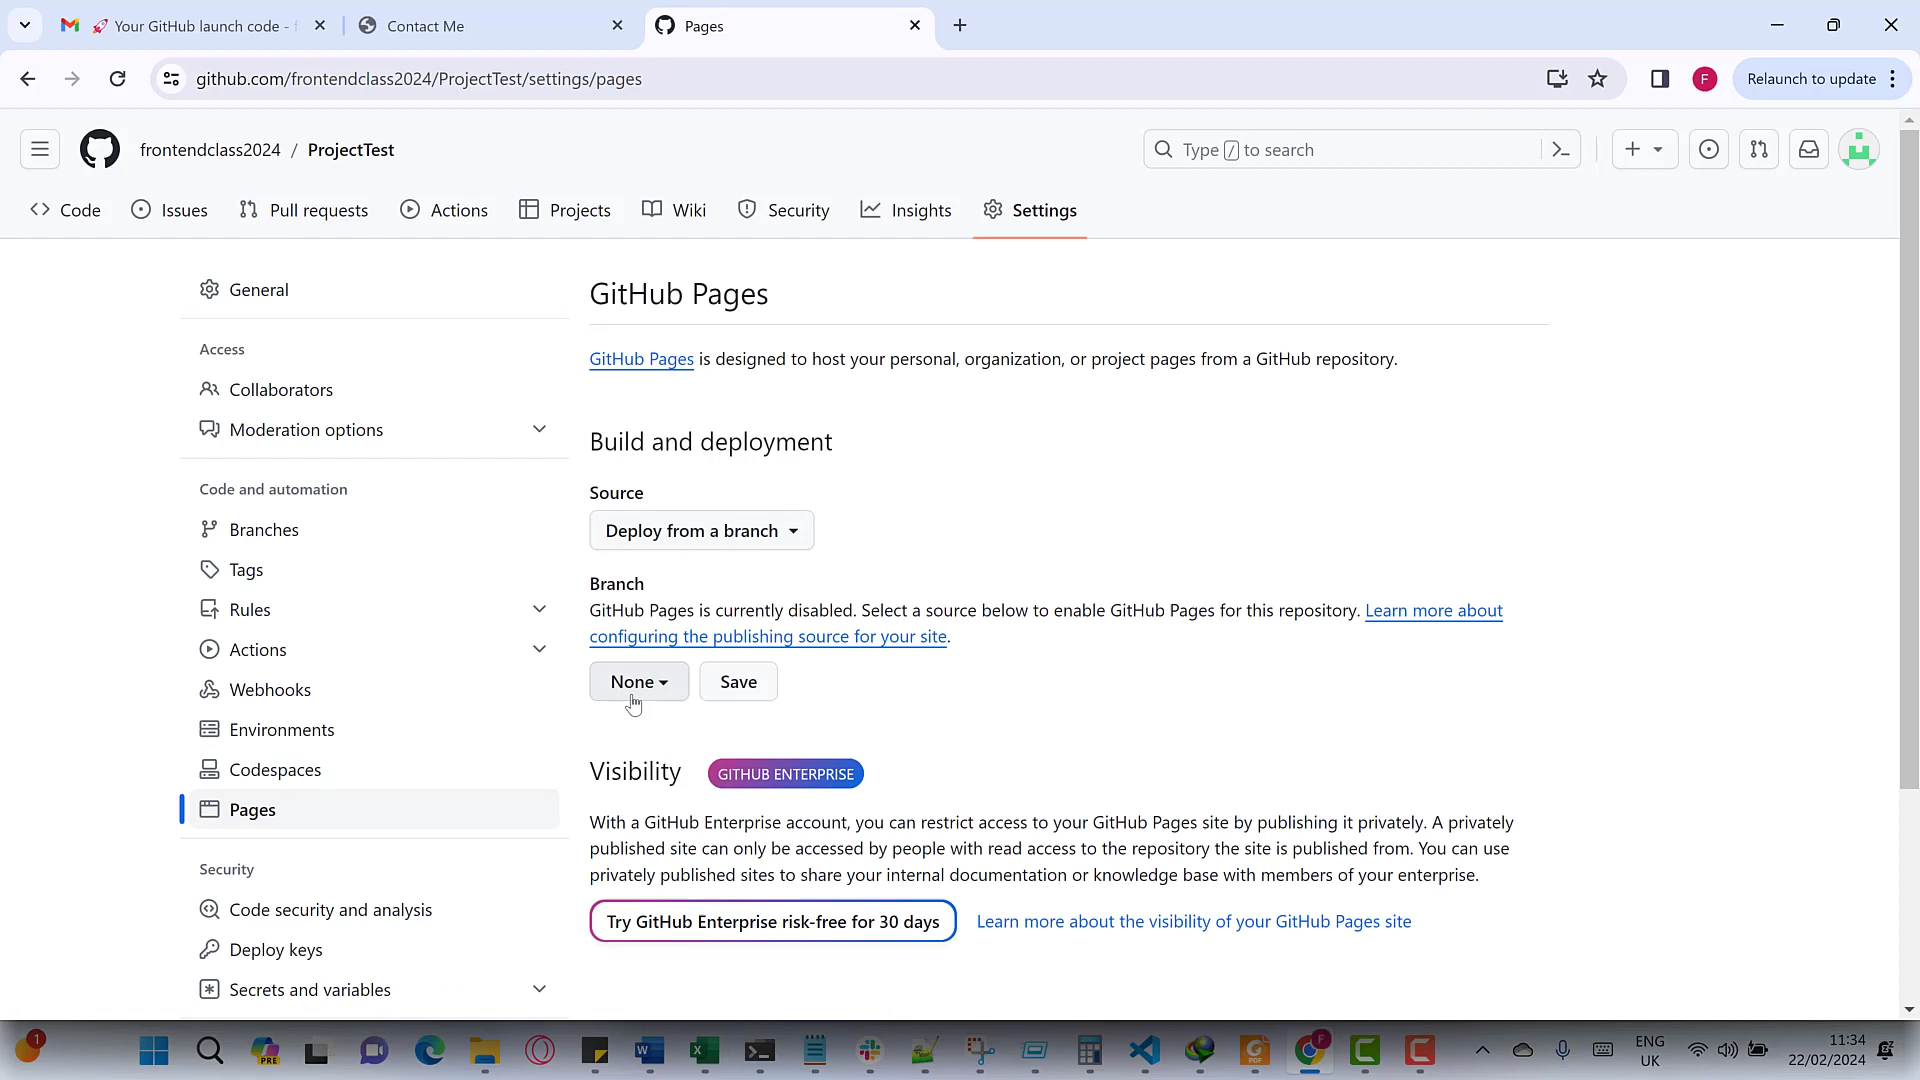 🚀 Your GitHub launch code -
Contact Me
Pages
github.com/frontendclass2024/ProjectTest/settings/pages
F
Relaunch to update
frontendclass2024 / ProjectTest
Type / to search
Code
Issues
Pull requests
Actions
Projects
Wiki
Security
Insights
Settings
General
Access
Collaborators
Moderation options
Code and automation
Branches
Tags
Rules
Actions
Webhooks
Environments
Codespaces
Pages
Security
Code security and analysis
Deploy keys
Secrets and variables
GitHub Pages
GitHub Pages is designed to host your personal, organization, or project pages from a GitHub repository.
Build and deployment
Source
Deploy from a branch
Branch
GitHub Pages is currently disabled. Select a source below to enable GitHub Pages for this repository. Learn more about
configuring the publishing source for your site.
None
Save
Visibility
GITHUB ENTERPRISE
With a GitHub Enterprise account, you can restrict access to your GitHub Pages site by publishing it privately. A privately
published site can only be accessed by people with read access to the repository the site is published from. You can use
privately published sites to share your internal documentation or knowledge base with members of your enterprise.
Try GitHub Enterprise risk-free for 30 days
Learn more about the visibility of your GitHub Pages site
1
PRE
F
ENG
UK
11:34
22/02/2024